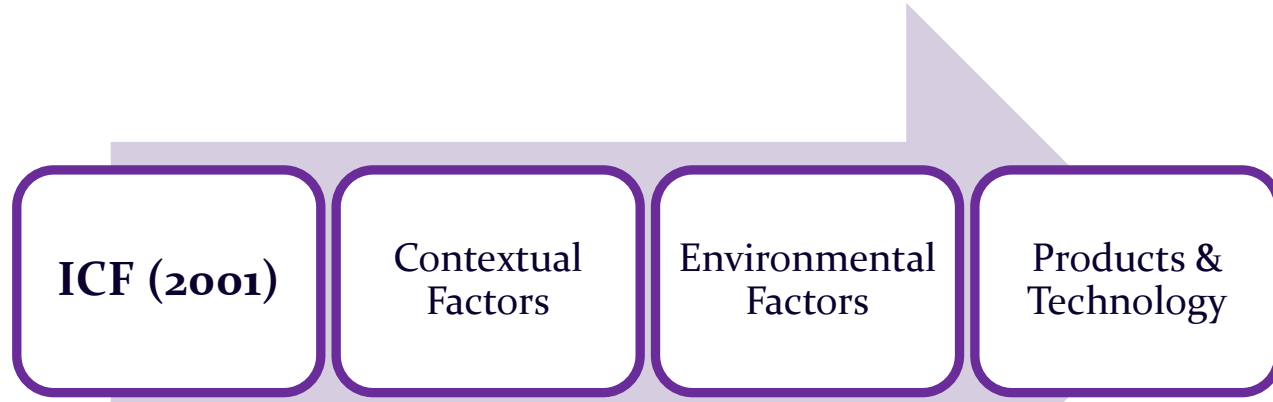 ICF (2001)
Contextual
Factors
Environmental
Factors
Products &
Technology